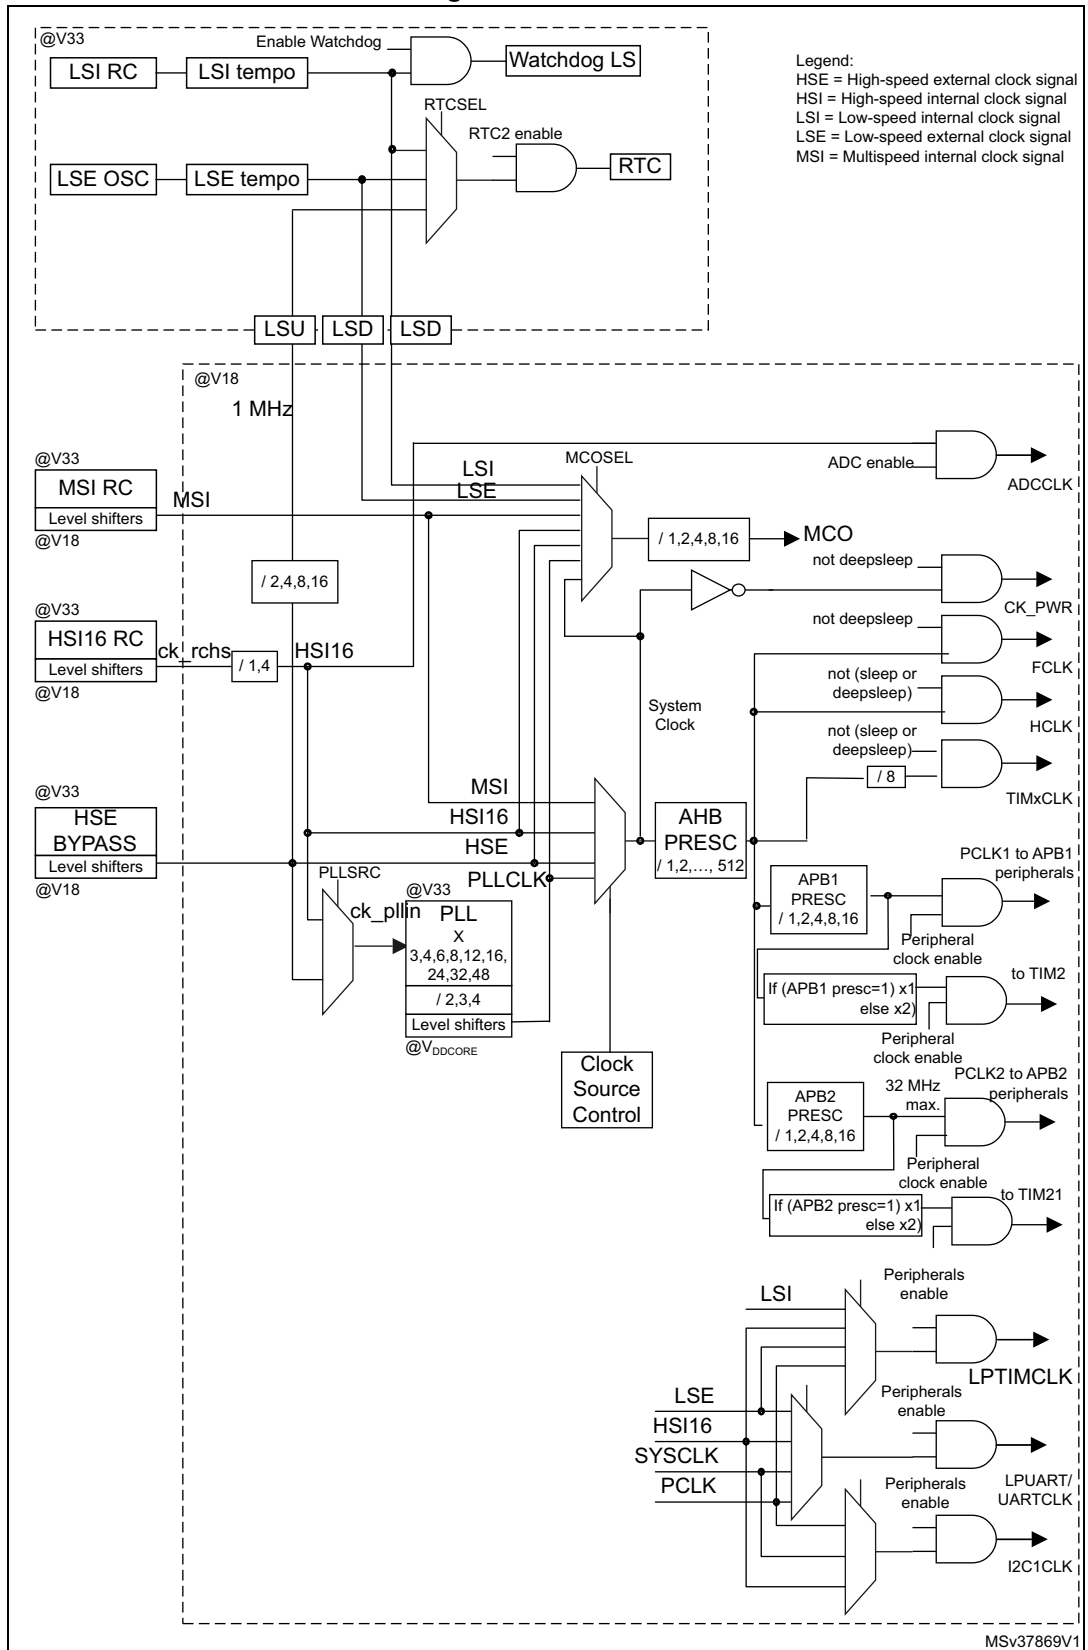 @V33
Enable Watchdog
LSI RC
LSI tempo
Watchdog LS
Legend:
HSE = High-speed external clock signal
HSI = High-speed internal clock signal
LSI = Low-speed internal clock signal
LSE = Low-speed external clock signal
MSI = Multispeed internal clock signal
RTCSEL
RTC2 enable
LSE OSC
LSE tempo
RTC
LSU
LSD
LSD
@V18
1 MHz
@V33
MSI RC
Level shifters
@V18
MSI
LSI
LSE
MCOSEL
ADC enable
ADCCLK
/ 1,2,4,8,16
MCO
/ 2,4,8,16
not deepsleep
CK_PWR
@V33
HSI16 RC
Level shifters
@V18
ck_rchs
/ 1,4
HSI16
not deepsleep
FCLK
System
Clock
not (sleep or
deepsleep)
HCLK
not (sleep or
deepsleep)
/ 8
TIMxCLK
@V33
HSE
BYPASS
Level shifters
@V18
MSI
HSI16
HSE
PLLCLK
AHB
PRESC
/ 1,2,…, 512
PLLSRC
ck_pllin
@V33
PLL
X
3,4,6,8,12,16,
24,32,48
/ 2,3,4
Level shifters
@VDDCORE
Clock
Source
Control
APB1
PRESC
/ 1,2,4,8,16
PCLK1 to APB1
peripherals
Peripheral
clock enable
If (APB1 presc=1) x1
else x2)
to TIM2
Peripheral
clock enable
APB2
PRESC
/ 1,2,4,8,16
32 MHz
max.
PCLK2 to APB2
peripherals
Peripheral
clock enable
If (APB2 presc=1) x1
else x2)
to TIM21
LSI
Peripherals
enable
LPTIMCLK
LSE
HSI16
SYSCLK
PCLK
Peripherals
enable
LPUART/
UARTCLK
Peripherals
enable
I2C1CLK
MSv37869V1